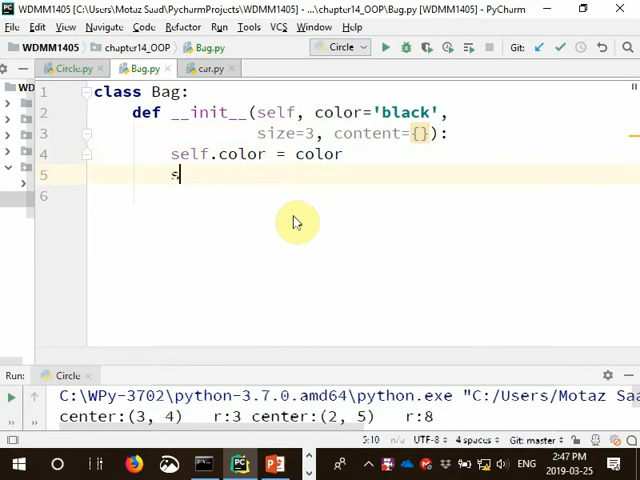 WDMM1405 [C:\Users\Motaz Saad\PycharmProjects\WDMM1405] - ...\chapter14_OOP\Bag.py [WDMM1405] - PyCharm
File Edit View Navigate Code Refactor Run Tools VCS Window Help
WDMM1405 chapter14_OOP Bag.py Circle Git:
Circle.py Bag.py car.py
1 class Bag:
2 def __init__(self, color='black',
3 size=3, content={}):
4 self.color = color
5 s
6
Run: Circle
C:\WPy-3702\python-3.7.0.amd64\python.exe "C:/Users/Motaz Saa
center:(3, 4) r:3 center:(2, 5) r:8
5:10 n/a UTF-8 4 spaces Git: master
ENG 2:47 PM
2019-03-25